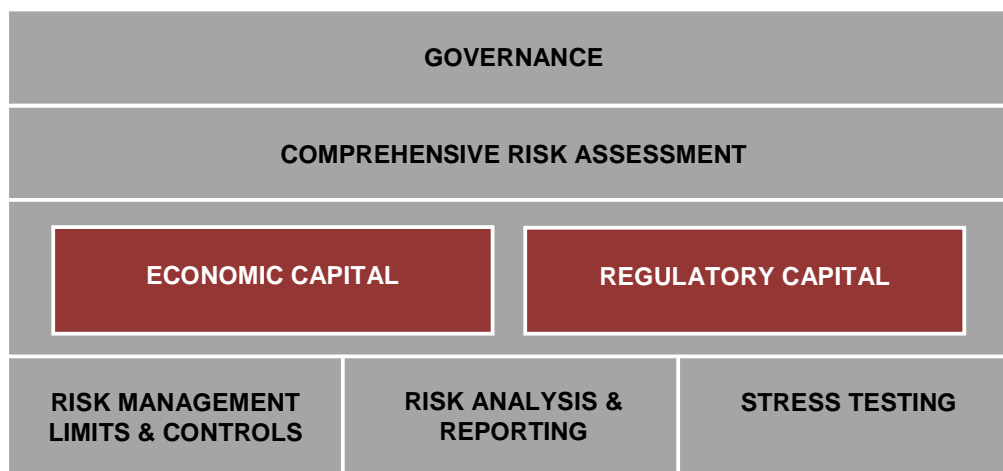 GOVERNANCE
COMPREHENSIVE RISK ASSESSMENT
ECONOMIC CAPITAL
REGULATORY CAPITAL
RISK MANAGEMENT
LIMITS & CONTROLS
RISK ANALYSIS &
REPORTING
STRESS TESTING